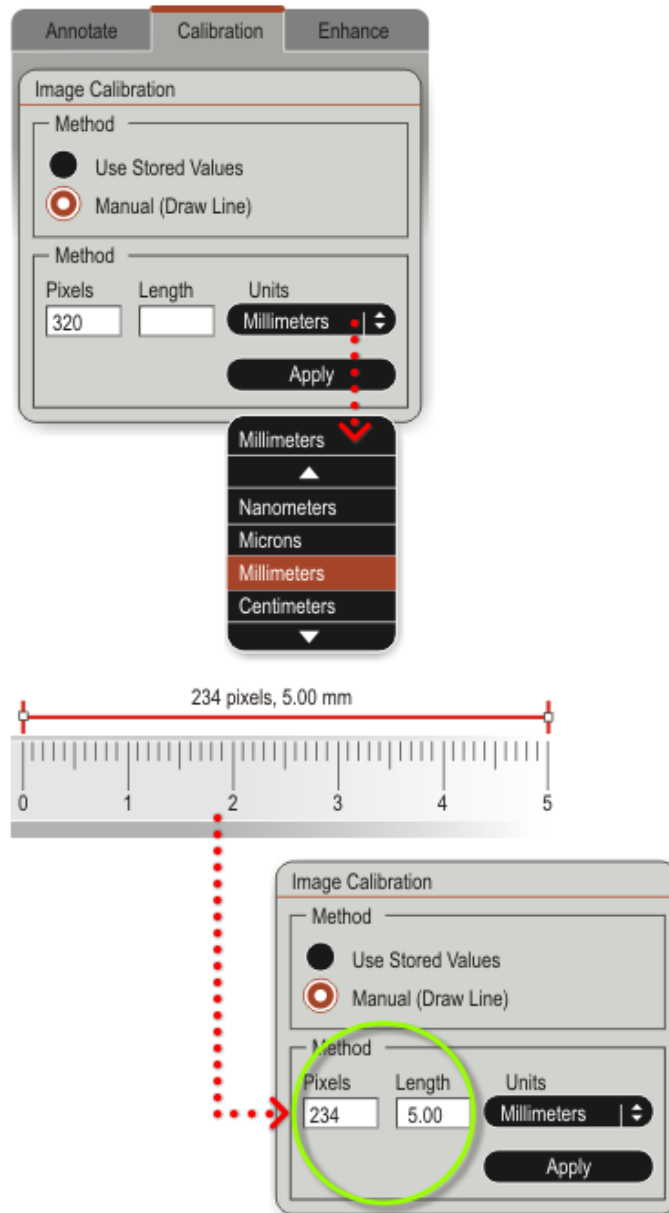 Annotate Calibration Enhance
Image Calibration
Method
Use Stored Values
Manual (Draw Line)
Method
Pixels Length Units
320 Millimeters
Apply
Millimeters
Nanometers
Microns
Millimeters
Centimeters
234 pixels, 5.00 mm
0 1 2 3 4 5
Image Calibration
Method
Use Stored Values
Manual (Draw Line)
Method
Pixels Length Units
234 5.00 Millimeters
Apply